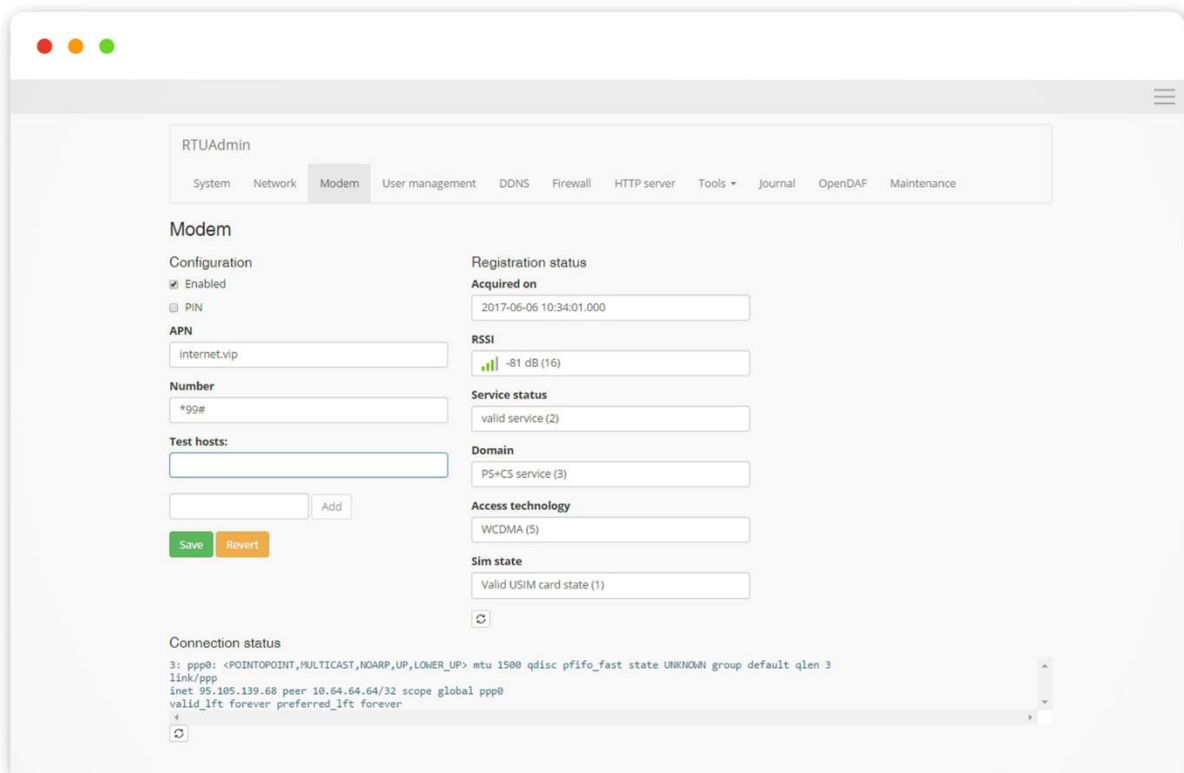 RTUAdmin
System Network Modem User management DDNS Firewall HTTP server Tools Journal OpenDAF Maintenance
Modem
Configuration
Enabled
PIN
APN
internet.vip
Number
*99#
Test hosts:
Add
Save Revert
Registration status
Acquired on
2017-06-06 10:34:01.000
RSSI
-81 dB (16)
Service status
valid service (2)
Domain
PS+CS service (3)
Access technology
WCDMA (5)
Sim state
Valid USIM card state (1)
Connection status
3: ppp0: <POINTOPOINT,MULTICAST,NOARP,UP,LOWER_UP> mtu 1500 qdisc pfifo_fast state UNKNOWN group default qlen 3
link/ppp
inet 95.105.139.68 peer 10.64.64.64/32 scope global ppp0
valid_lft forever preferred_lft forever